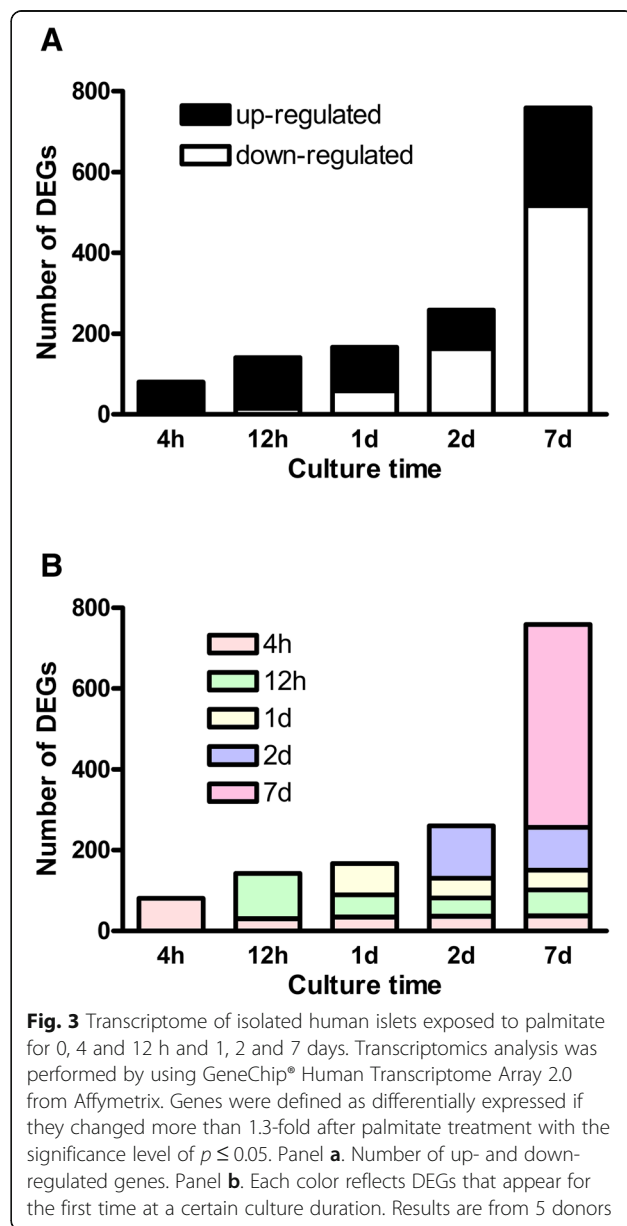 A
800
600
400
200
0
Number of DEGs
up-regulated
down-regulated
4h 12h 1d 2d 7d
Culture time
B
800
600
400
200
0
Number of DEGs
4h
12h
1d
2d
7d
4h 12h 1d 2d 7d
Culture time
Fig. 3 Transcriptome of isolated human islets exposed to palmitate
for 0, 4 and 12 h and 1, 2 and 7 days. Transcriptomics analysis was
performed by using GeneChip® Human Transcriptome Array 2.0
from Affymetrix. Genes were defined as differentially expressed if
they changed more than 1.3-fold after palmitate treatment with the
significance level of p ≤ 0.05. Panel a. Number of up- and down-
regulated genes. Panel b. Each color reflects DEGs that appear for
the first time at a certain culture duration. Results are from 5 donors